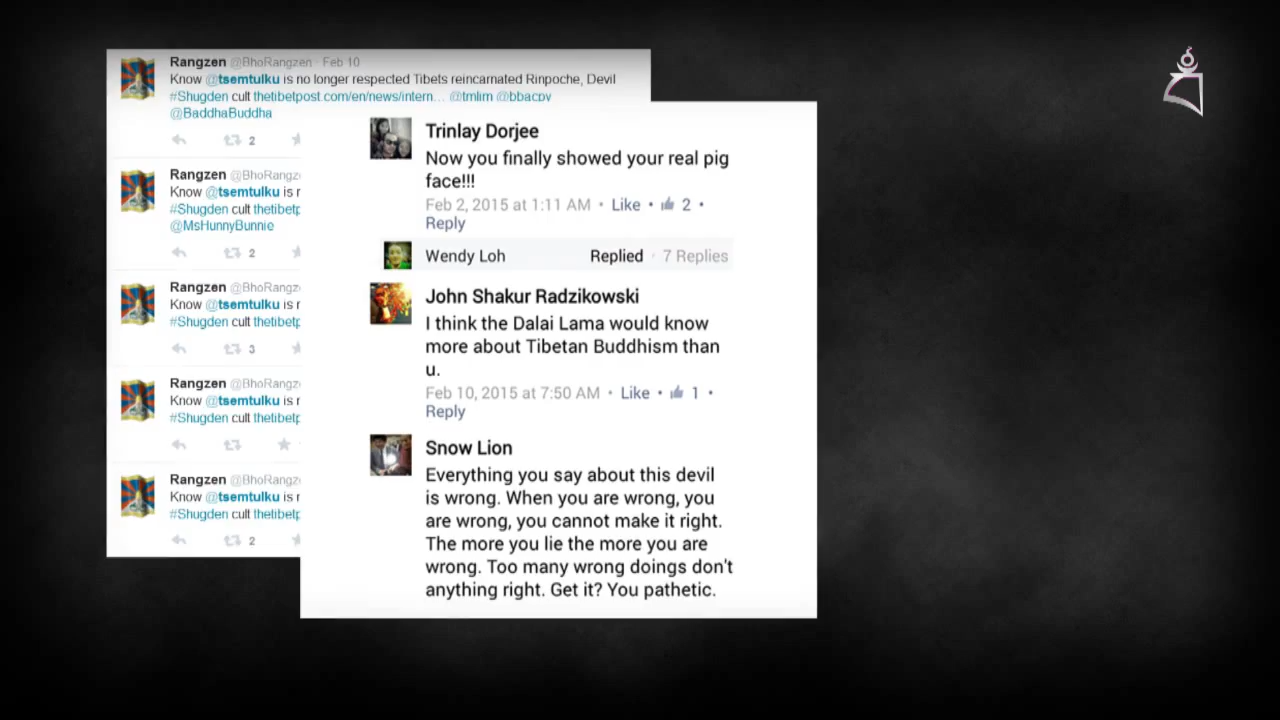 Rangzen @BhoRangzen · Feb 10
Know @tsemtulku is no longer respected Tibets reincarnated Rinpoche, Devil
#Shugden cult thetibetpost.com/en/news/intern… @tmlim @bbacpv
@BaddhaBuddha
2
Rangzen @BhoRangz
Know @tsemtulku is
#Shugden cult thetibetp
@MsHunnyBunnie
2
Rangzen @BhoRangz
Know @tsemtulku is
#Shugden cult thetibetp
3
Rangzen @BhoRangz
Know @tsemtulku is
#Shugden cult thetibetp
Rangzen @BhoRangz
Know @tsemtulku is
#Shugden cult thetibetp
2
Trinlay Dorjee
Now you finally showed your real pig
face!!!
Feb 2, 2015 at 1:11 AM • Like • 2 •
Reply
Wendy Loh Replied · 7 Replies
John Shakur Radzikowski
I think the Dalai Lama would know
more about Tibetan Buddhism than
u.
Feb 10, 2015 at 7:50 AM • Like • 1 •
Reply
Snow Lion
Everything you say about this devil
is wrong. When you are wrong, you
are wrong, you cannot make it right.
The more you lie the more you are
wrong. Too many wrong doings don't
anything right. Get it? You pathetic.